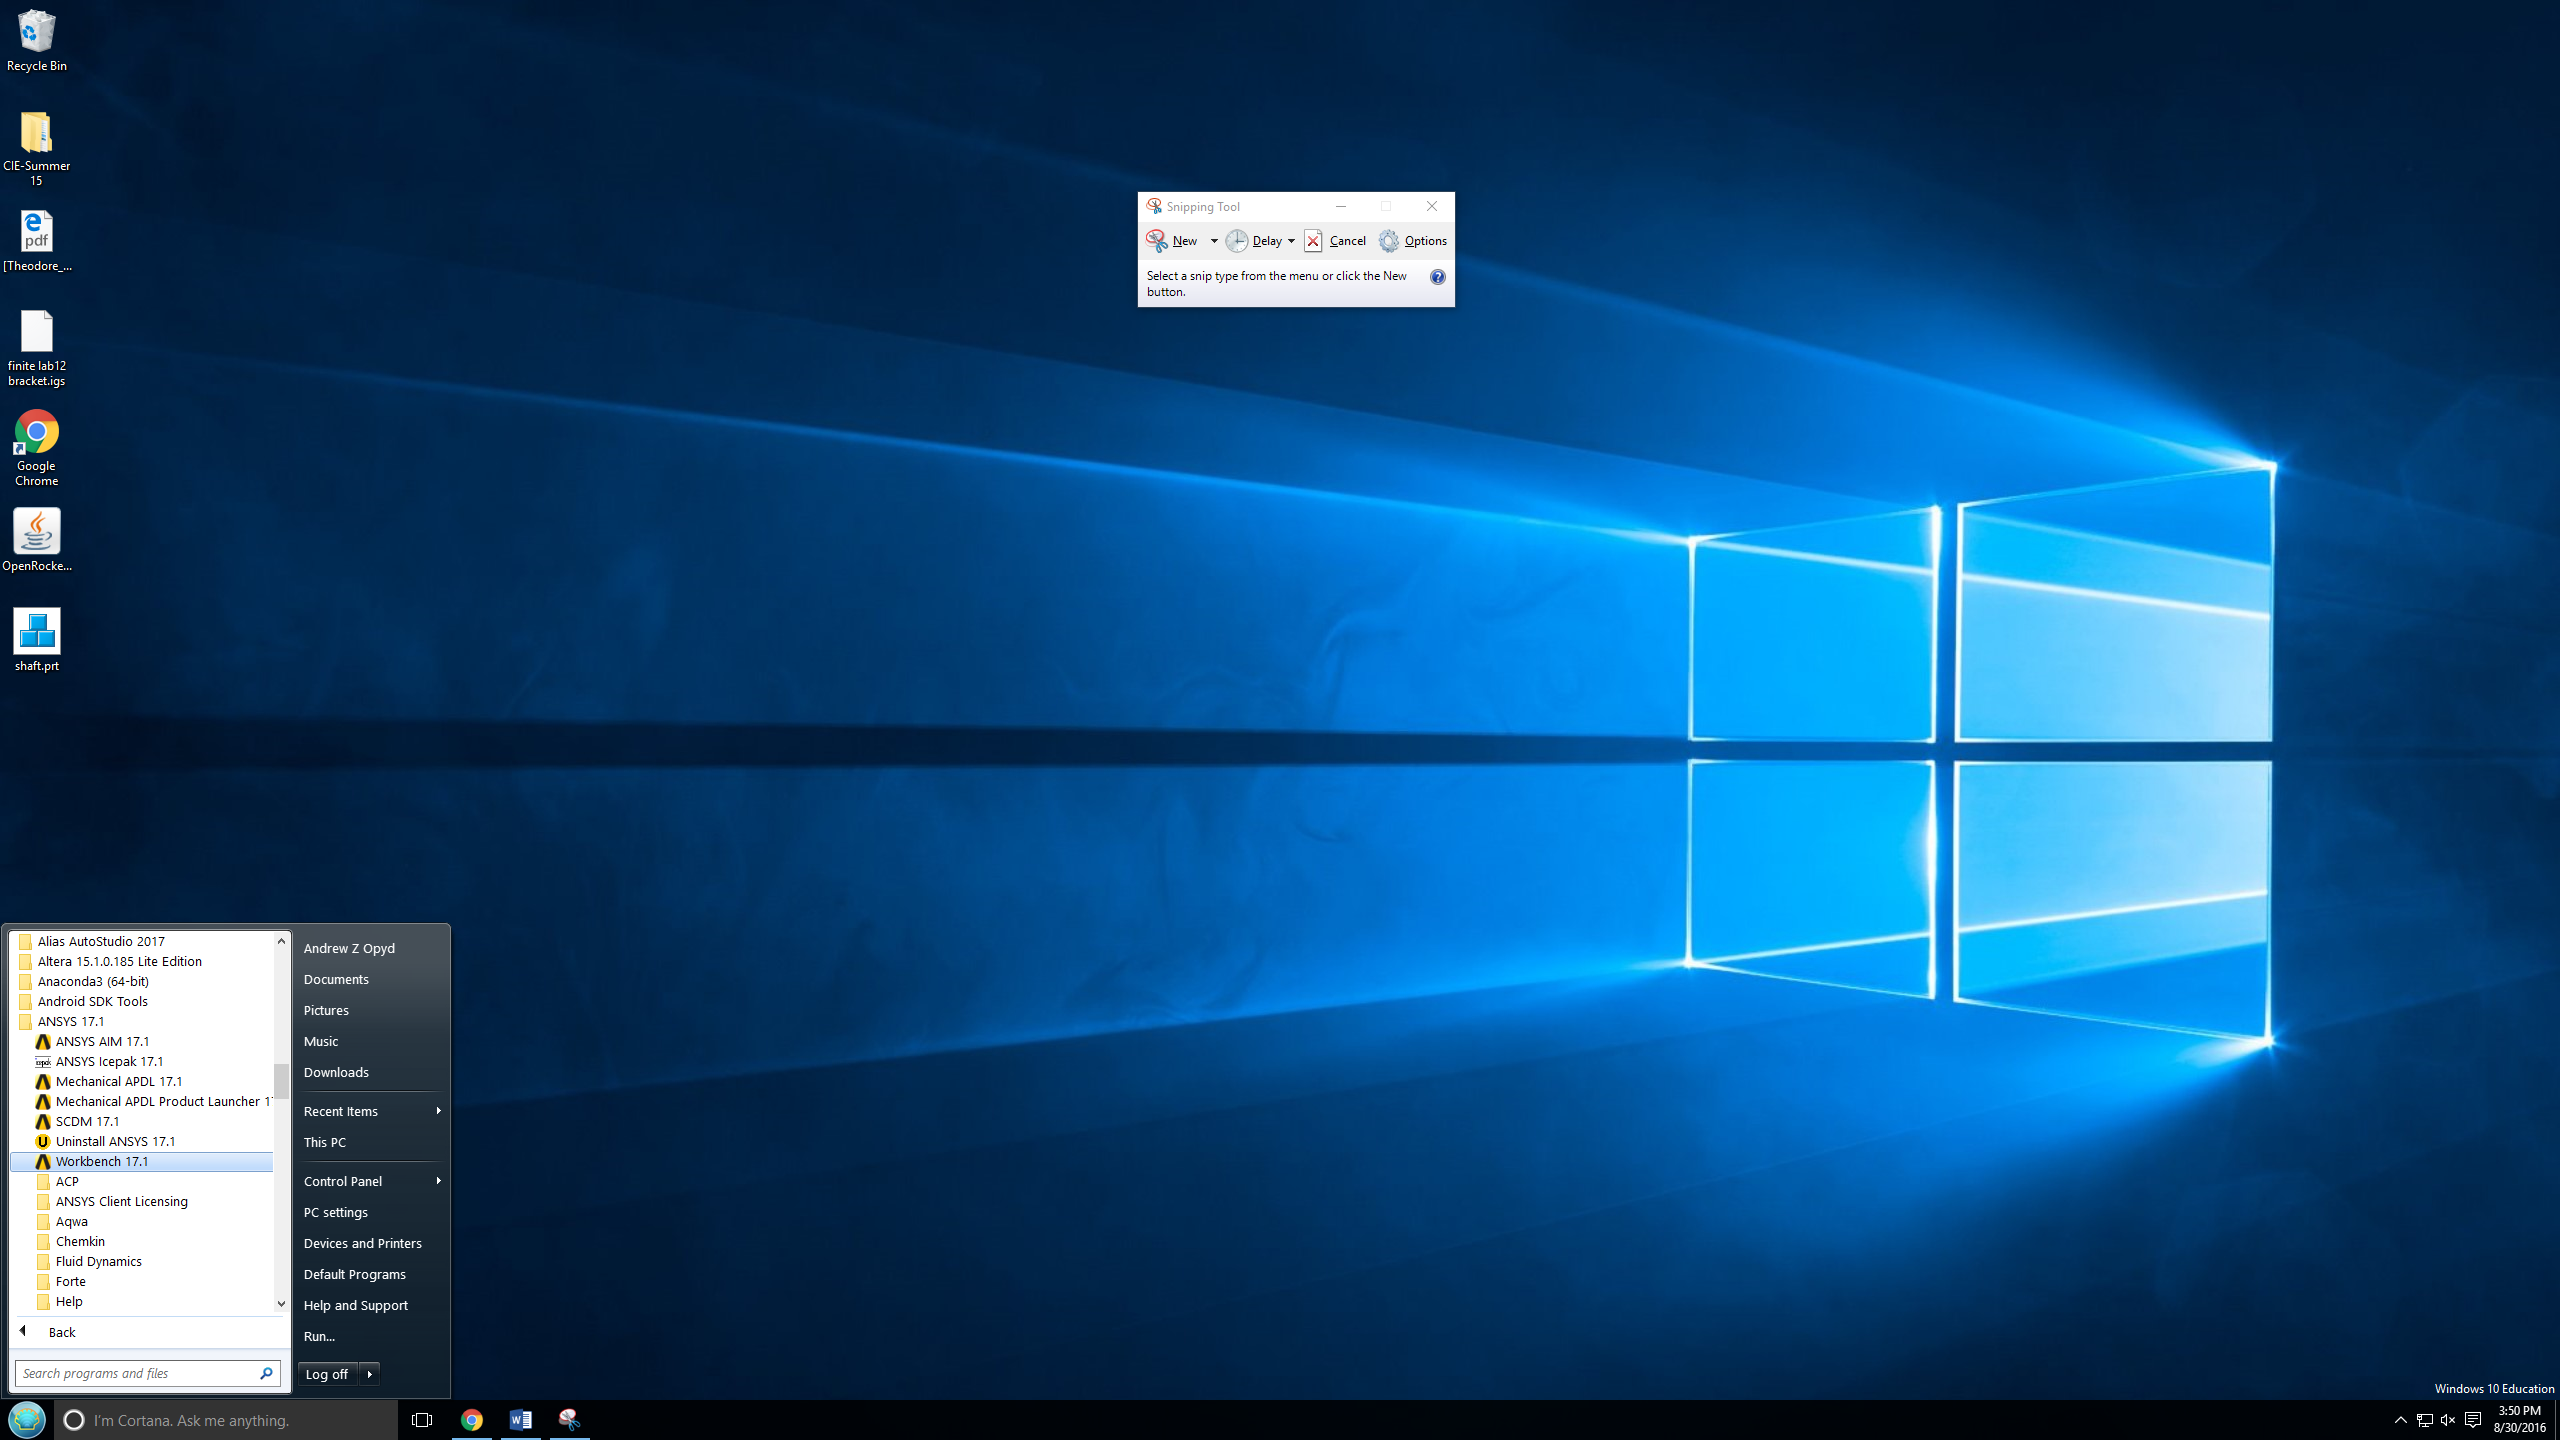 Recycle Bin
CIE-Summer
15
pdf
[Theodore_...
finite lab12
bracket.igs
Google
Chrome
OpenRocke...
shaft.prt
Snipping Tool
New
Delay
Cancel
Options
Select a snip type from the menu or click the New
button.
Alias AutoStudio 2017
Altera 15.1.0.185 Lite Edition
Anaconda3 (64-bit)
Android SDK Tools
ANSYS 17.1
ANSYS AIM 17.1
ANSYS Icepak 17.1
Mechanical APDL 17.1
Mechanical APDL Product Launcher 1
SCDM 17.1
Uninstall ANSYS 17.1
Workbench 17.1
ACP
ANSYS Client Licensing
Aqwa
Chemkin
Fluid Dynamics
Forte
Help
Back
Search programs and files
Andrew Z Opyd
Documents
Pictures
Music
Downloads
Recent Items
This PC
Control Panel
PC settings
Devices and Printers
Default Programs
Help and Support
Run...
Log off
I'm Cortana. Ask me anything.
Windows 10 Education
3:50 PM
8/30/2016